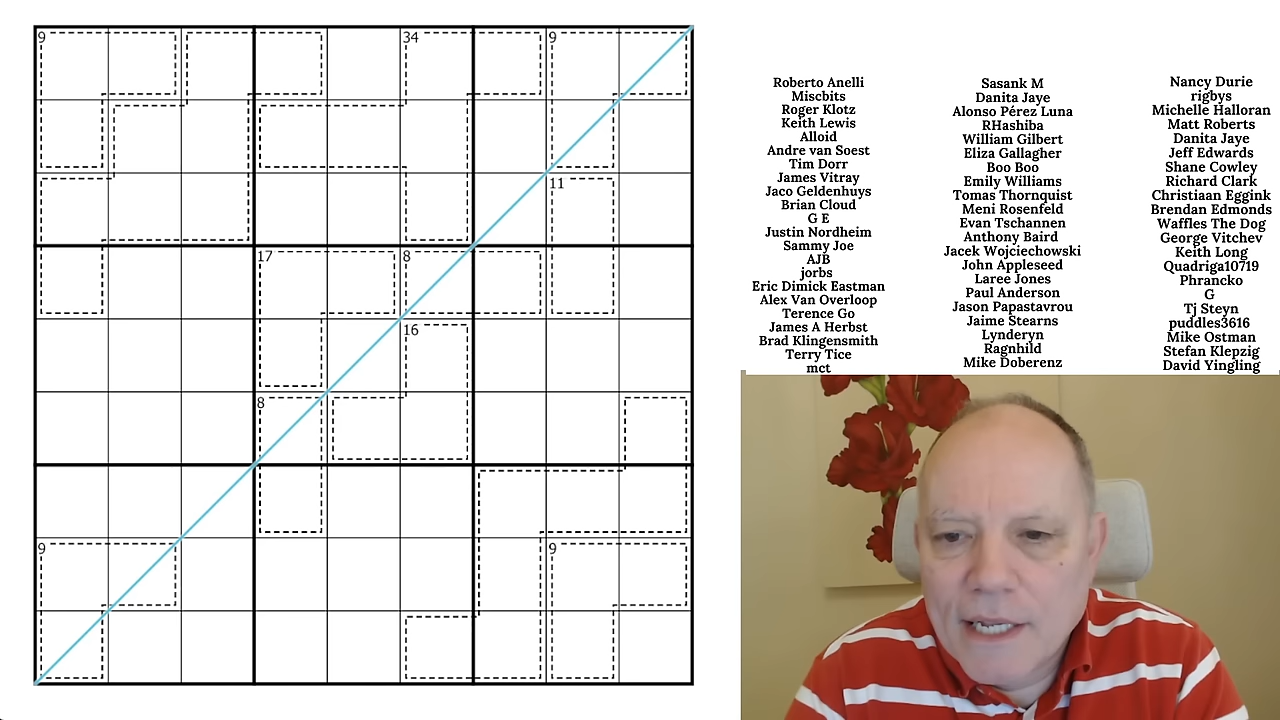 9 34 9
11
17 8
16
8
9 9
Roberto Anelli
Miscbits
Roger Klotz
Keith Lewis
Alloid
Andre van Soest
Tim Dorr
James Vitray
Jaco Geldenhuys
Brian Cloud
G E
Justin Nordheim
Sammy Joe
AJB
jorbs
Eric Dimick Eastman
Alex Van Overloop
Terence Go
James A Herbst
Brad Klingensmith
Terry Tice
mct
Sasank M
Danita Jaye
Alonso Pérez Luna
RHashiba
William Gilbert
Eliza Gallagher
Boo Boo
Emily Williams
Tomas Thornquist
Meni Rosenfeld
Evan Tschannen
Anthony Baird
Jacek Wojciechowski
John Appleseed
Laree Jones
Paul Anderson
Jason Papastavrou
Jaime Stearns
Lynderyn
Ragnhild
Mike Doberenz
Nancy Durie
rigbys
Michelle Halloran
Matt Roberts
Danita Jaye
Jeff Edwards
Shane Cowley
Richard Clark
Christiaan Eggink
Brendan Edmonds
Waffles The Dog
George Vitchev
Keith Long
Quadriga10719
Phrancko
G
Tj Steyn
puddles3616
Mike Ostman
Stefan Klepzig
David Yingling